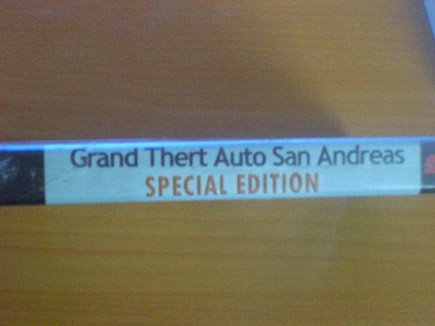 Grand Thert Auto San Andreas
SPECIAL EDITION